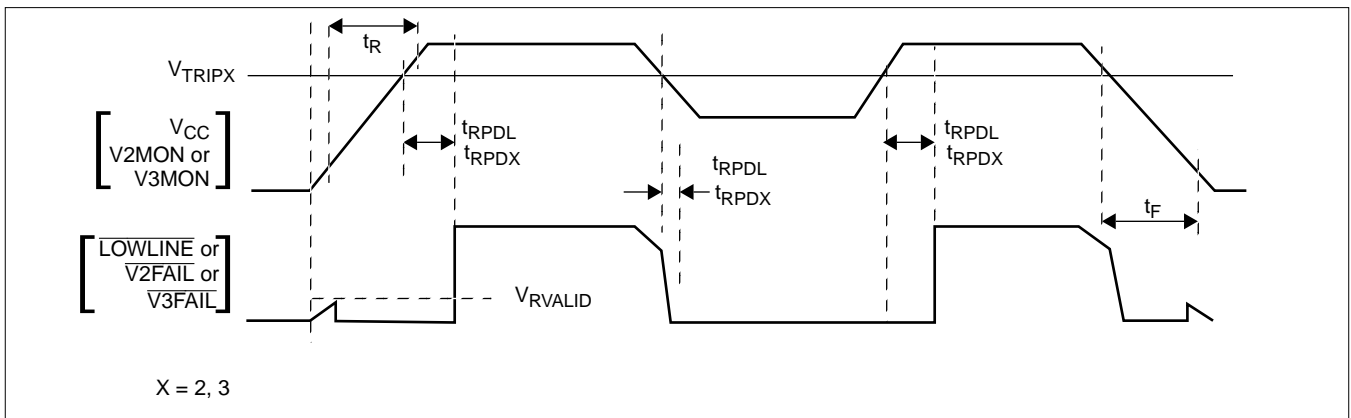 tR
VTRIPX
VCC
V2MON or
V3MON
tRPDL
tRPDX
tRPDL
tRPDX
tRPDL
tRPDX
tF
LOWLINE or
V2FAIL or
V3FAIL
VRVALID
X = 2, 3